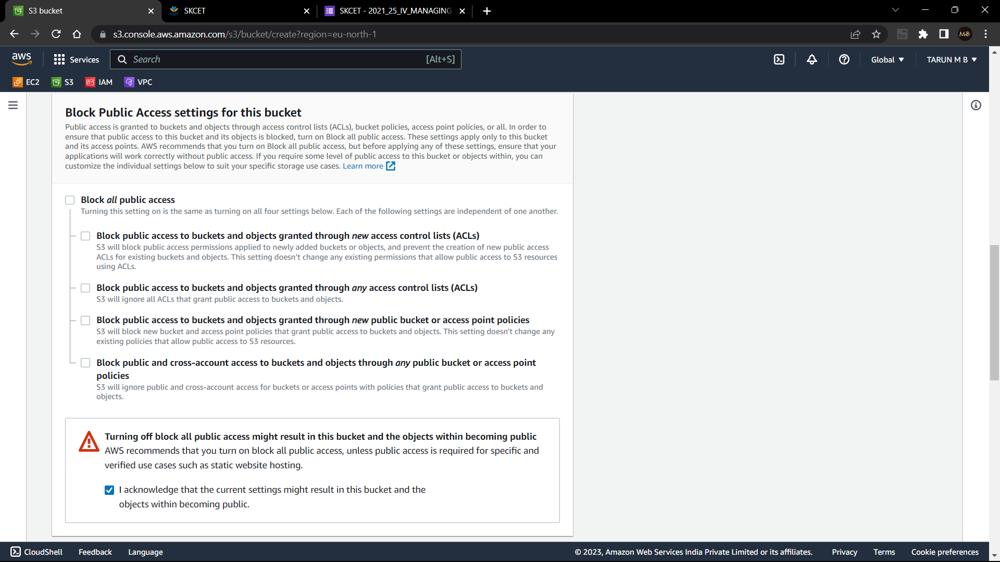 S3 bucket
SKCET
SKCET - 2021_25_IV_MANAGING
s3.console.aws.amazon.com/s3/bucket/create?region=eu-north-1
Se
M·B
aws
Services
Search
[Alt+S]
Global
TARUN M B
EC2
S3
IAM
VPC
Block Public Access settings for this bucket
Public access is granted to buckets and objects through access control lists (ACLs), bucket policies, access point policies, or all. In order to
ensure that public access to this bucket and its objects is blocked, turn on Block all public access. These settings apply only to this bucket
and its access points. AWS recommends that you turn on Block all public access, but before applying any of these settings, ensure that your
applications will work correctly without public access. If you require some level of public access to this bucket or objects within, you can
customize the individual settings below to suit your specific storage use cases. Learn more
Block all public access
Turning this setting on is the same as turning on all four settings below. Each of the following settings are independent of one another.
Block public access to buckets and objects granted through new access control lists (ACLs)
S3 will block public access permissions applied to newly added buckets or objects, and prevent the creation of new public access
ACLs for existing buckets and objects. This setting doesn't change any existing permissions that allow public access to S3 resources
using ACLs.
Block public access to buckets and objects granted through any access control lists (ACLs)
S3 will ignore all ACLs that grant public access to buckets and objects.
Block public access to buckets and objects granted through new public bucket or access point policies
S3 will block new bucket and access point policies that grant public access to buckets and objects. This setting doesn't change any
existing policies that allow public access to S3 resources.
Block public and cross-account access to buckets and objects through any public bucket or access point
policies
S3 will ignore public and cross-account access for buckets or access points with policies that grant public access to buckets and
objects.
Turning off block all public access might result in this bucket and the objects within becoming public
AWS recommends that you turn on block all public access, unless public access is required for specific and
verified use cases such as static website hosting.
I acknowledge that the current settings might result in this bucket and the
objects within becoming public.
CloudShell
Feedback
Language
© 2023, Amazon Web Services India Private Limited or its affiliates.
Privacy
Terms
Cookie preferences